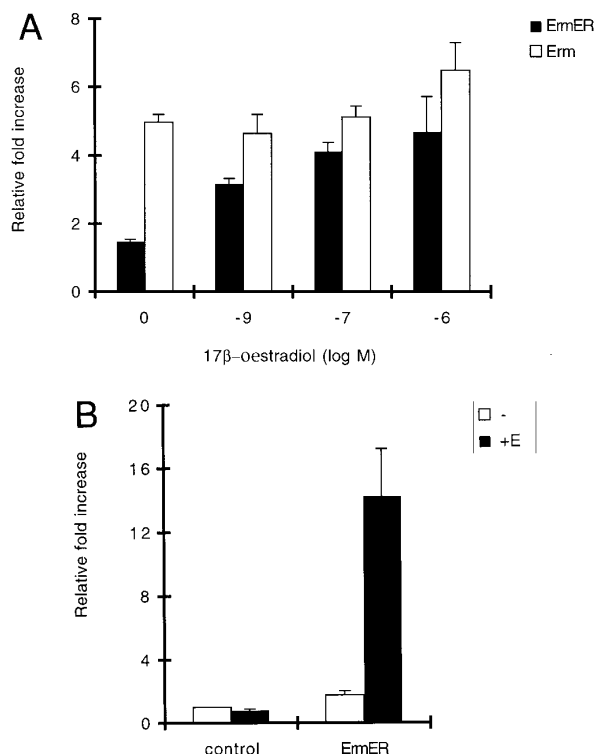 A
ErmER
Erm
Relative fold increase
8
6
4
2
0
0 -9 -7 -6
17β-oestradiol (log M)
B
-
+E
Relative fold increase
20
16
12
8
4
0
control ErmER